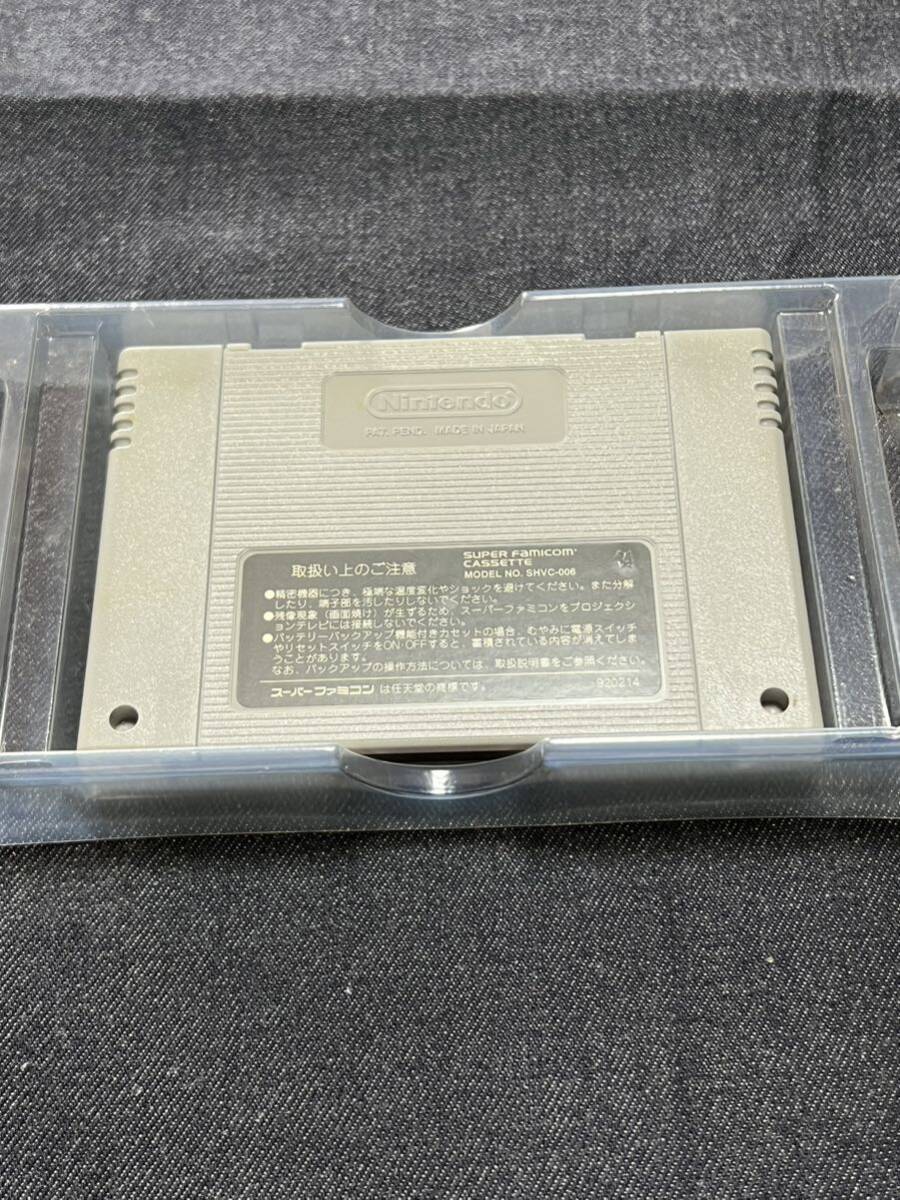 Nintendo
PAT. PEND. MADE IN JAPAN.
取扱い上のご注意
SUPER FAMICOM
CASSETTE
MODEL NO. SHVC-006
●精密機器につき、極端な温度変化やショックを避けてください。また分解
したり、端子部を汚したりしないでください。
●残像現象（画面焼け）が生ずるため、スーパーファミコンをプロジェクシ
ョンテレビには接続しないでください。
●バッテリーバックアップ機能付きカセットの場合、むやみに電源スイッチ
やリセットスイッチをON・OFFすると、蓄積されている内容が消えてしま
うことがあります。
なお、バックアップの操作方法については、取扱説明書をご参照ください。
スーパーファミコン は任天堂の商標です。
920214